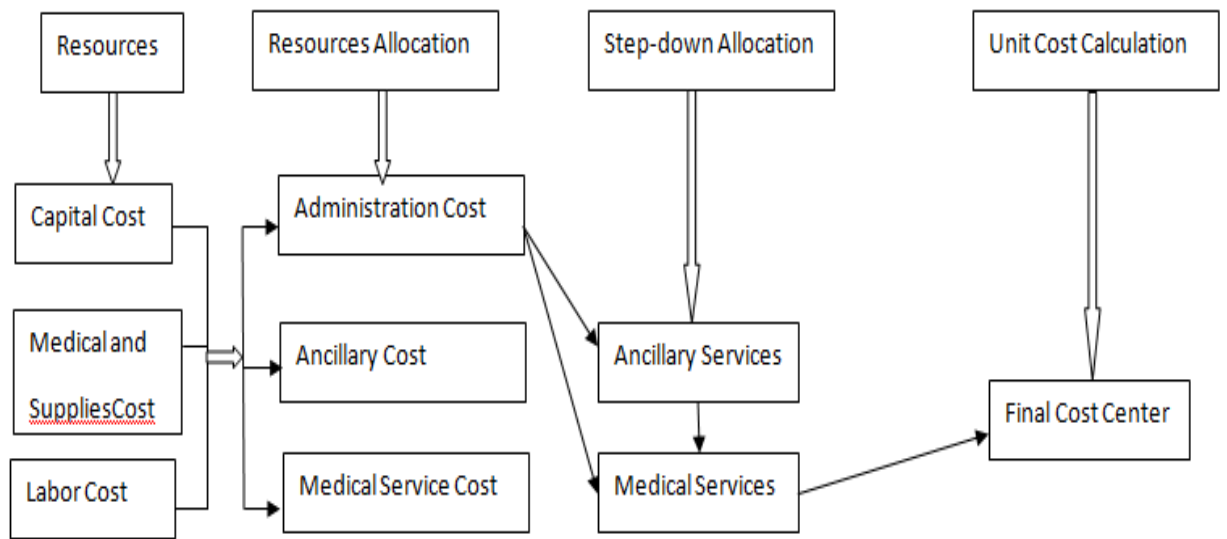 Resources
Resources Allocation
Step-down Allocation
Unit Cost Calculation
Capital Cost
Administration Cost
Medical and
SuppliesCost
Ancillary Cost
Ancillary Services
Final Cost Center
Labor Cost
Medical Service Cost
Medical Services